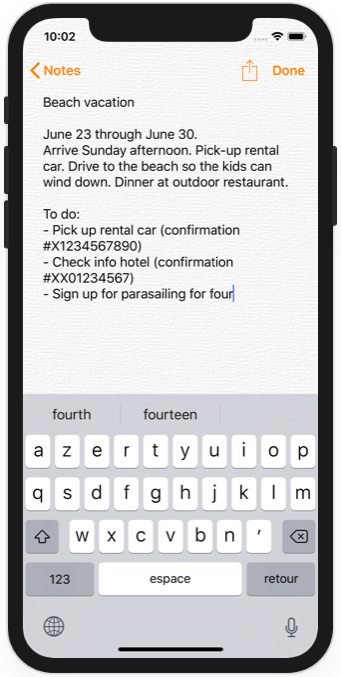 10:02
Notes
Done
Beach vacation
June 23 through June 30.
Arrive Sunday afternoon. Pick-up rental
car. Drive to the beach so the kids can
wind down. Dinner at outdoor restaurant.
To do:
- Pick up rental car (confirmation
#X1234567890)
- Check info hotel (confirmation
#XX01234567)
- Sign up for parasailing for four
fourth fourteen
a z e r t y u i o p
q s d f g h j k l m
w x c v b n ’
123 espace retour